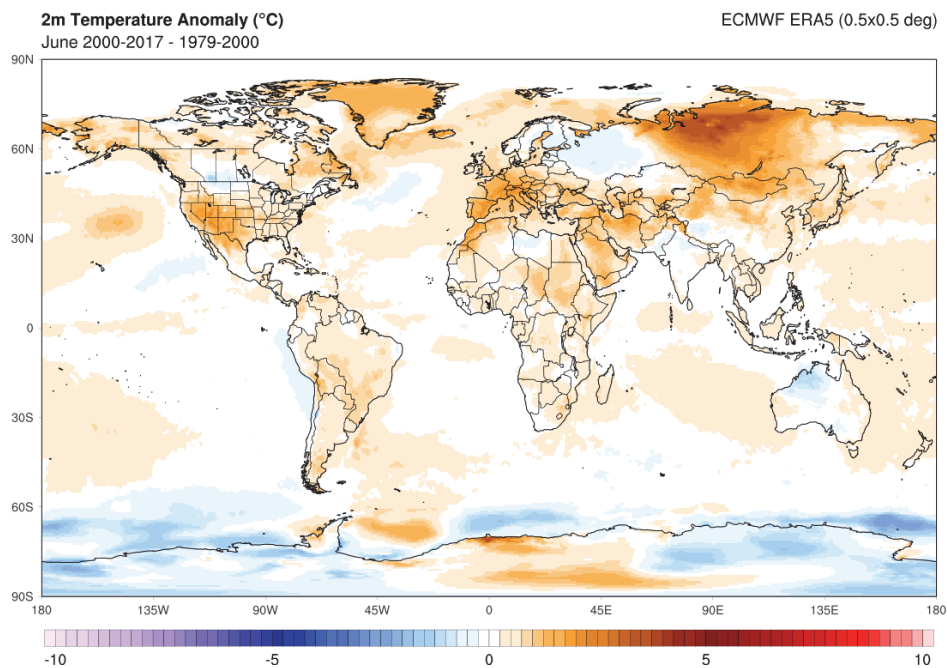 2m Temperature Anomaly (°C)
ECMWF ERA5 (0.5x0.5 deg)
June 2000-2017 - 1979-2000
90N
60N
30N
0
30S
60S
90S
180 135W 90W 45W 0 45E 90E 135E 180
-10 -5 0 5 10